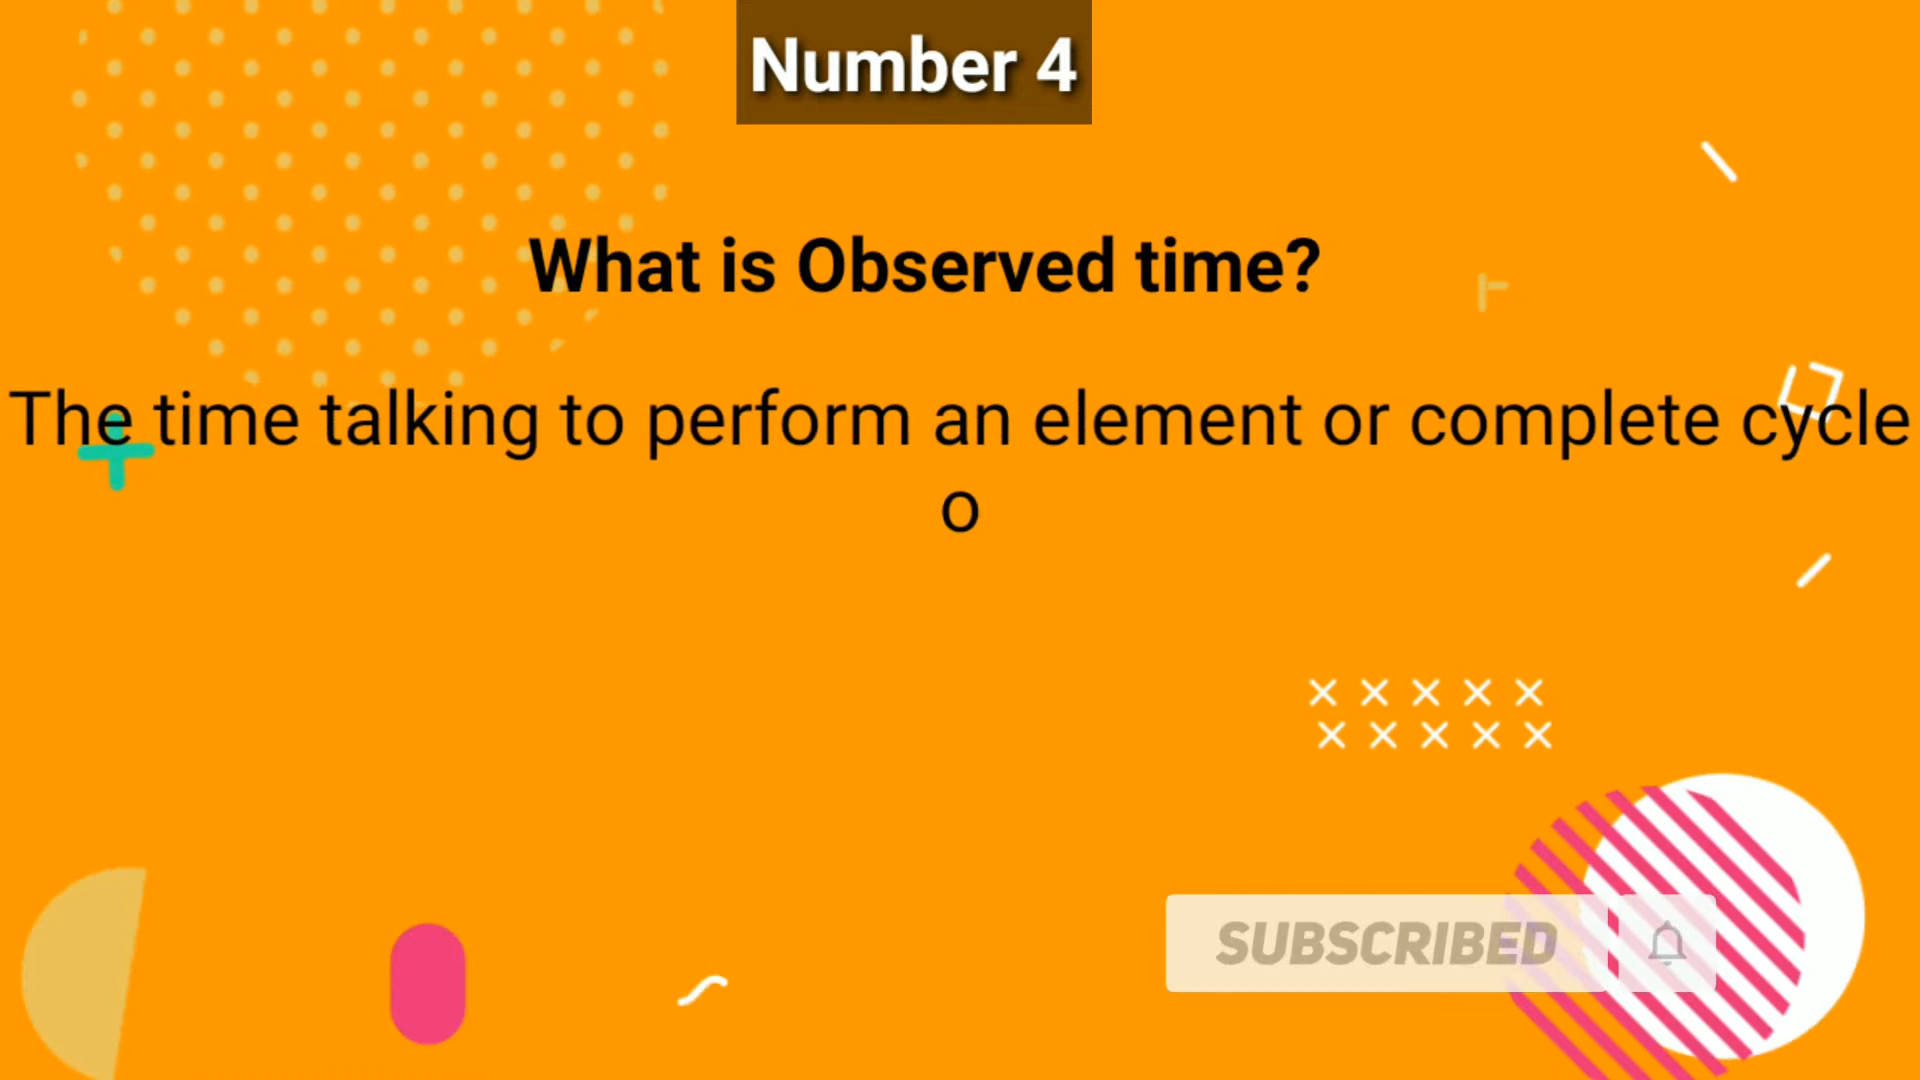 Number 4
What is Observed time?
The time talking to perform an element or complete cycle
o
SUBSCRIBED